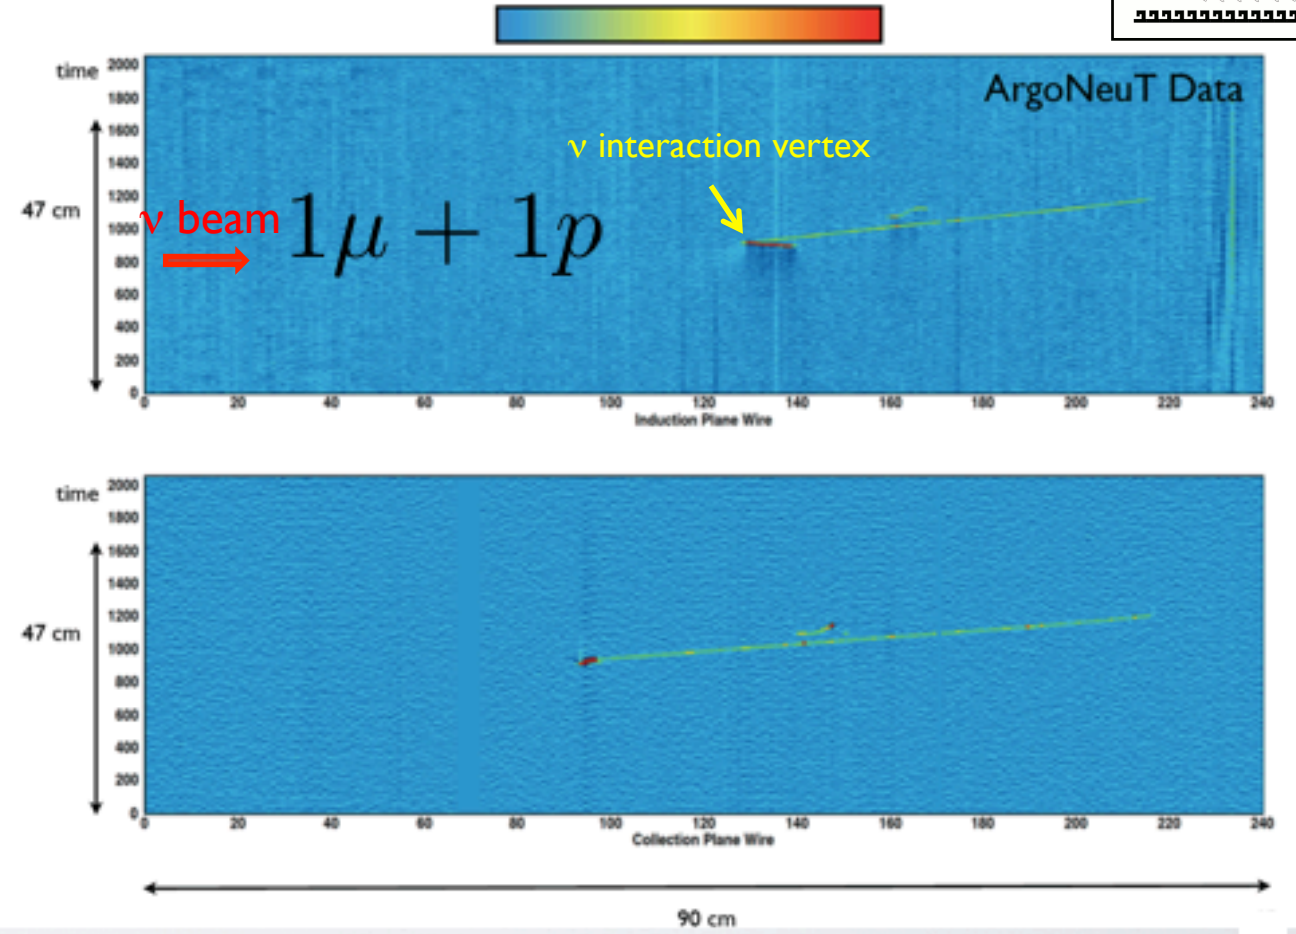 time
2000
1800
1600
1400
1200
1000
800
600
400
200
0
47 cm
ArgoNeuT Data
ν interaction vertex
ν beam
1μ + 1p
0 20 40 60 80 100 120 140 160 180 200 220 240
Induction Plane Wire
time
2000
1800
1600
1400
1200
1000
800
600
400
200
0
47 cm
0 20 40 60 80 100 120 140 160 180 200 220 240
Collection Plane Wire
90 cm